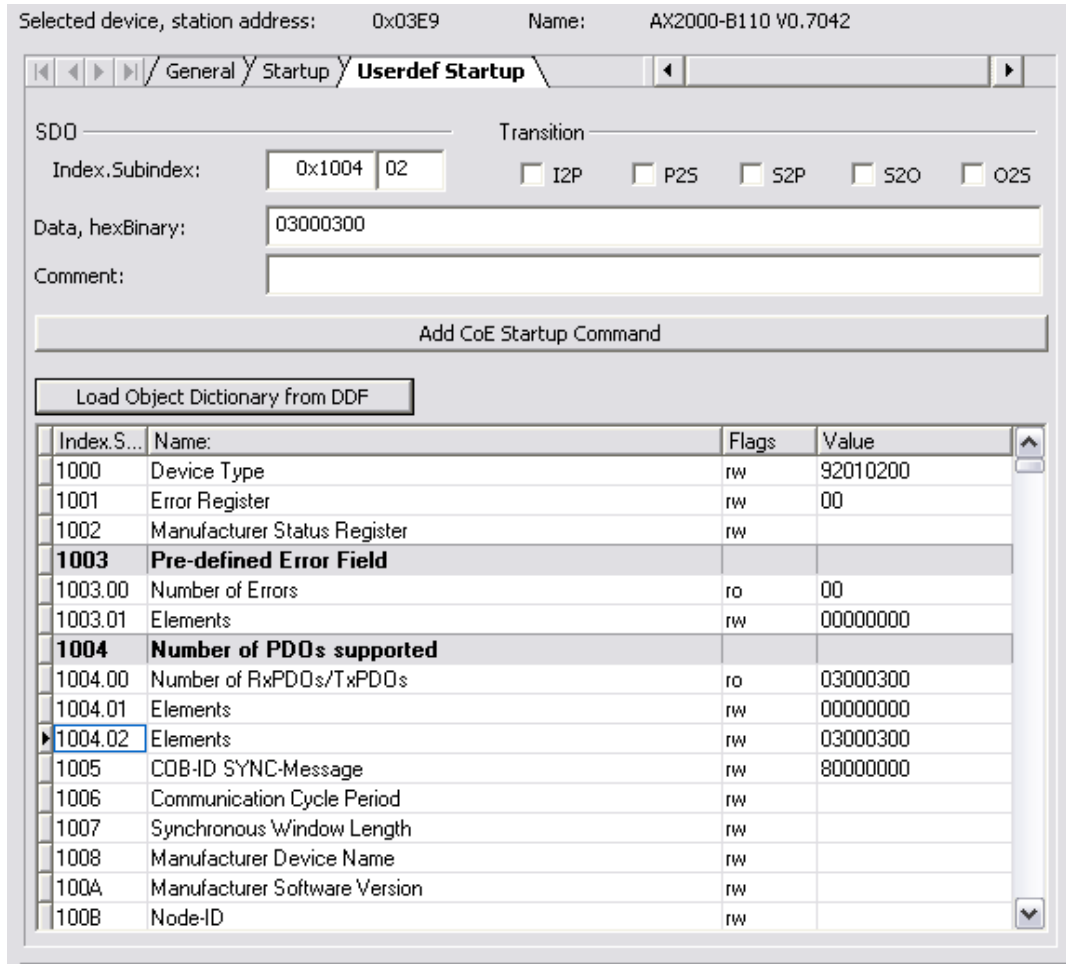 Selected device, station address: 0x03E9 Name: AX2000-B110 V0.7042
General Startup Userdef Startup
SDO Transition
Index.Subindex: 0x1004 02 I2P P2S S2P S2O O2S
Data, hexBinary: 03000300
Comment:
Add CoE Startup Command
Load Object Dictionary from DDF
Index.S... Name: Flags Value
1000 Device Type rw 92010200
1001 Error Register rw 00
1002 Manufacturer Status Register rw
1003 Pre-defined Error Field
1003.00 Number of Errors ro 00
1003.01 Elements rw 00000000
1004 Number of PDOs supported
1004.00 Number of RxPDOs/TxPDOs ro 03000300
1004.01 Elements rw 00000000
1004.02 Elements rw 03000300
1005 COB-ID SYNC-Message rw 80000000
1006 Communication Cycle Period rw
1007 Synchronous Window Length rw
1008 Manufacturer Device Name rw
100A Manufacturer Software Version rw
100B Node-ID rw